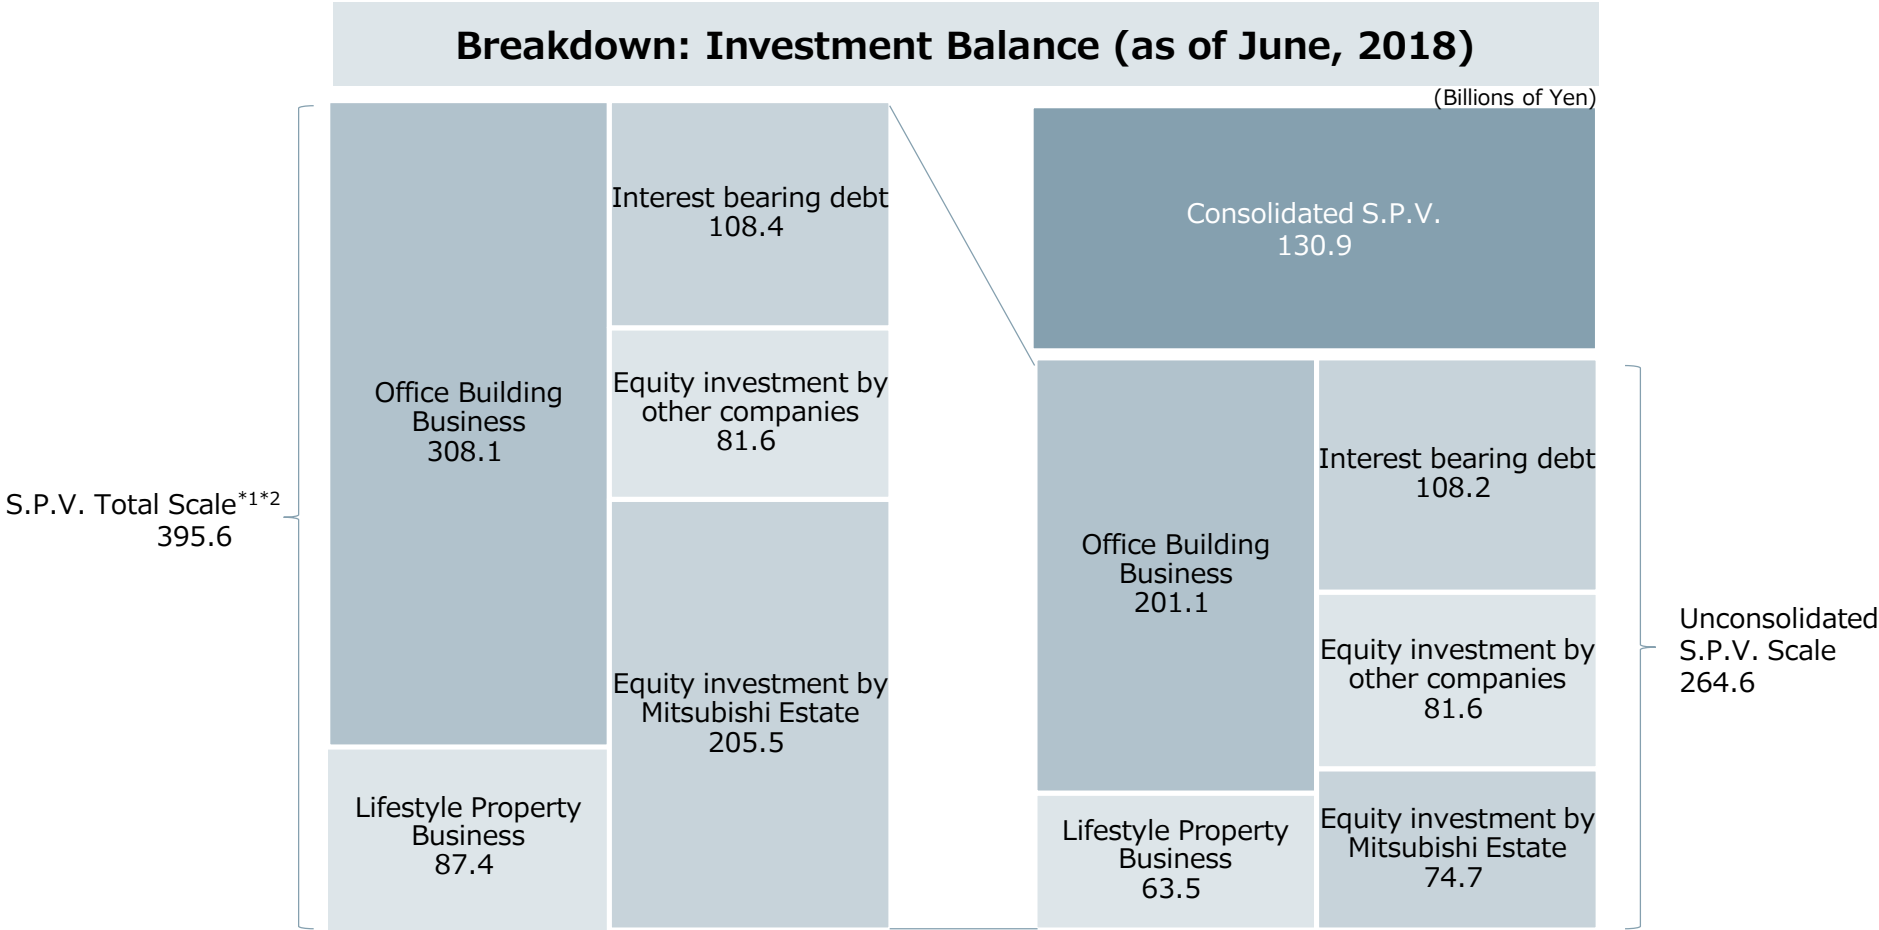 Breakdown: Investment Balance (as of June, 2018)
(Billions of Yen)
S.P.V. Total Scale*1*2
395.6
Office Building
Business
308.1
Lifestyle Property
Business
87.4
Interest bearing debt
108.4
Equity investment by
other companies
81.6
Equity investment by
Mitsubishi Estate
205.5
Consolidated S.P.V.
130.9
Office Building
Business
201.1
Lifestyle Property
Business
63.5
Interest bearing debt
108.2
Equity investment by
other companies
81.6
Equity investment by
Mitsubishi Estate
74.7
Unconsolidated
S.P.V. Scale
264.6